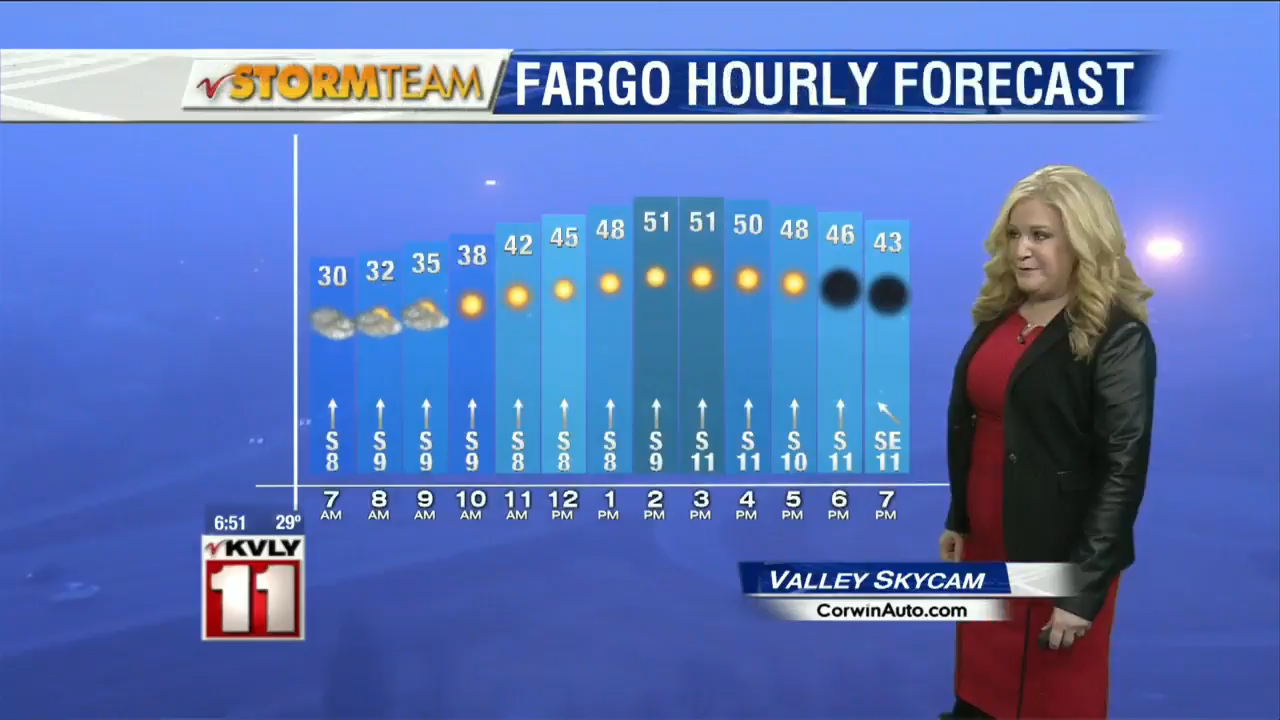 STORMTEAM FARGO HOURLY FORECAST
30 32 35 38 42 45 48 51 51 50 48 46 43
S S S S S S S S S S S S SE
8 9 9 9 8 8 8 9 11 11 10 11 11
7 8 9 10 11 12 1 2 3 4 5 6 7
AM AM AM AM AM PM PM PM PM PM PM PM PM
6:51 29°
KVLY
11
VALLEY SKYCAM
CorwinAuto.com